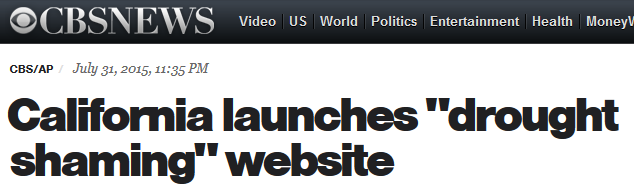 CBSNEWS Video US World Politics Entertainment Health MoneyW
CBS/AP / July 31, 2015, 11:35 PM
California launches "drought
shaming" website